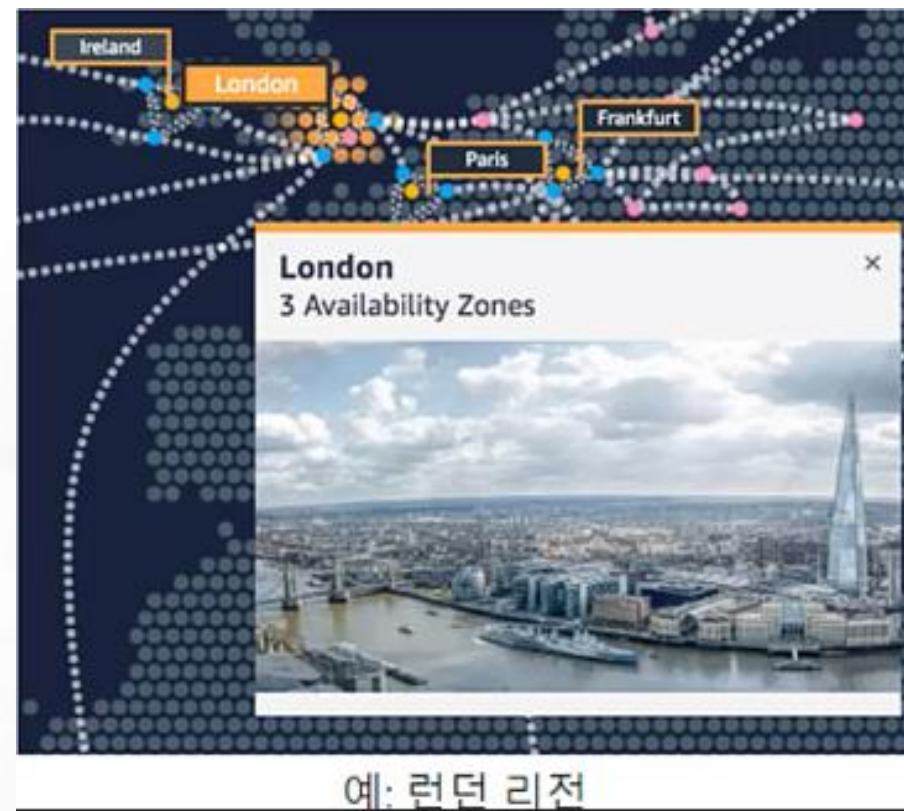 Ireland
London
Frankfurt
Paris
London
×
3 Availability Zones
예: 런던 리전